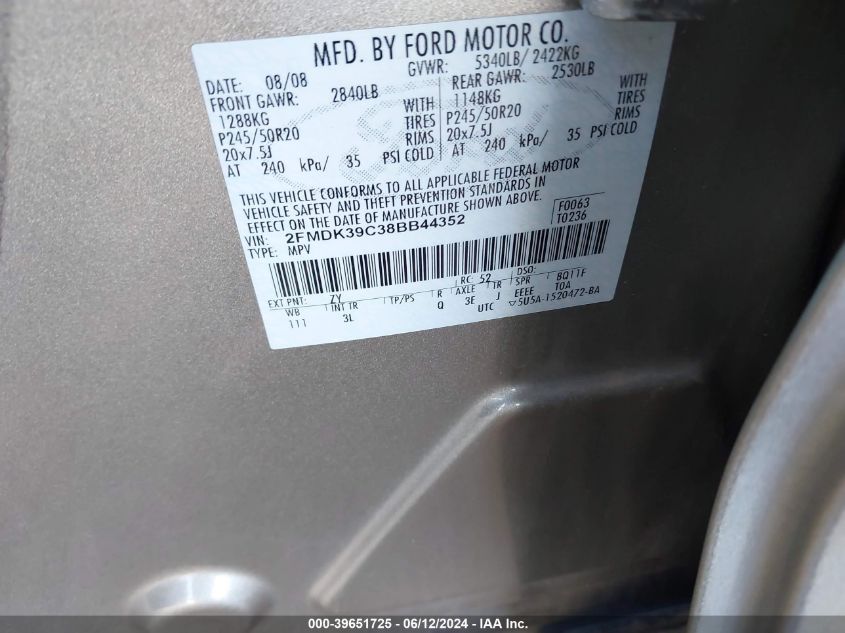 MFD. BY FORD MOTOR CO.
DATE: 08/08 GVWR: 5340LB/ 2422KG
FRONT GAWR: 2840LB REAR GAWR: 2530LB
1288KG WITH 1148KG WITH
P245/50R20 TIRES P245/50R20 TIRES
20x7.5J RIMS 20x7.5J RIMS
AT 240 kPa/ 35 PSI COLD AT 240 kPa/ 35 PSI COLD
THIS VEHICLE CONFORMS TO ALL APPLICABLE FEDERAL MOTOR
VEHICLE SAFETY AND THEFT PREVENTION STANDARDS IN
EFFECT ON THE DATE OF MANUFACTURE SHOWN ABOVE.
VIN: 2FMDK39C38BB44352 F0063
TYPE: MPV T0236
EXT PNT: ZY RC: 52 DSO:
WB INT TR TP/PS R AXLE TR SPR BQ11F
111 3L Q 3E J EEEE TOA
UTC ▽5U5A-1520472-BA
000-39651725 - 06/12/2024 - IAA Inc.